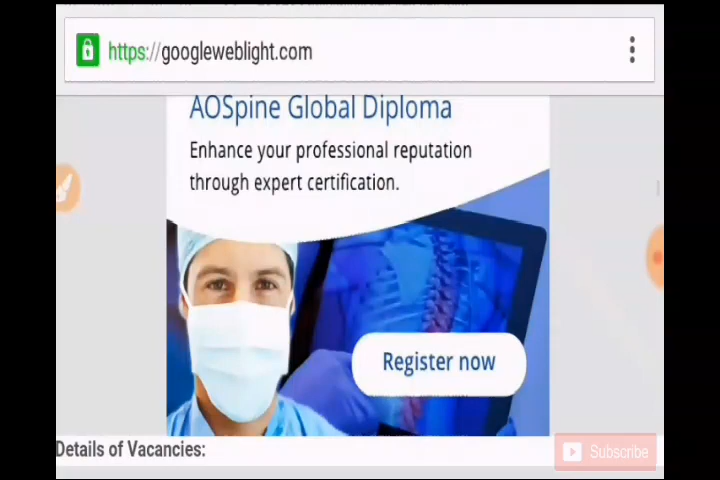 https://googleweblight.com
AOSpine Global Diploma
Enhance your professional reputation
through expert certification.
Register now
Details of Vacancies:
Subscribe